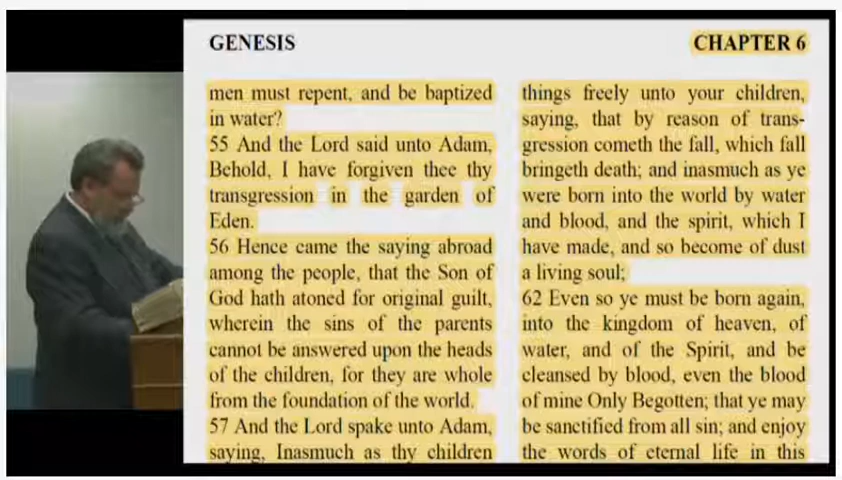 GENESIS
CHAPTER 6
men must repent, and be baptized
in water?
55 And the Lord said unto Adam,
Behold, I have forgiven thee thy
transgression in the garden of
Eden.
56 Hence came the saying abroad
among the people, that the Son of
God hath atoned for original guilt,
wherein the sins of the parents
cannot be answered upon the heads
of the children, for they are whole
from the foundation of the world.
57 And the Lord spake unto Adam,
saying, Inasmuch as thy children
things freely unto your children,
saying, that by reason of trans-
gression cometh the fall, which fall
bringeth death; and inasmuch as ye
were born into the world by water
and blood, and the spirit, which I
have made, and so become of dust
a living soul;
62 Even so ye must be born again,
into the kingdom of heaven, of
water, and of the Spirit, and be
cleansed by blood, even the blood
of mine Only Begotten; that ye may
be sanctified from all sin; and enjoy
the words of eternal life in this